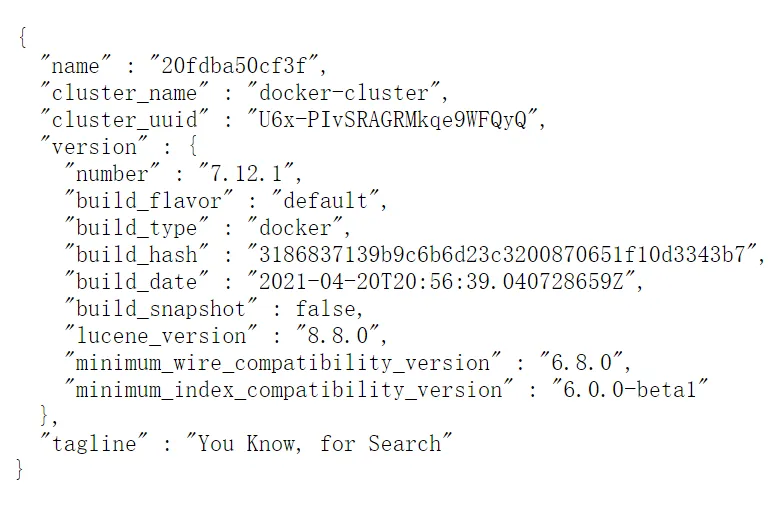 {
  "name" : "20fdba50cf3f",
  "cluster_name" : "docker-cluster",
  "cluster_uuid" : "U6x-PIvSRAGRMkqe9WFQyQ",
  "version" : {
    "number" : "7.12.1",
    "build_flavor" : "default",
    "build_type" : "docker",
    "build_hash" : "3186837139b9c6b6d23c3200870651f10d3343b7",
    "build_date" : "2021-04-20T20:56:39.040728659Z",
    "build_snapshot" : false,
    "lucene_version" : "8.8.0",
    "minimum_wire_compatibility_version" : "6.8.0",
    "minimum_index_compatibility_version" : "6.0.0-beta1"
  },
  "tagline" : "You Know, for Search"
}